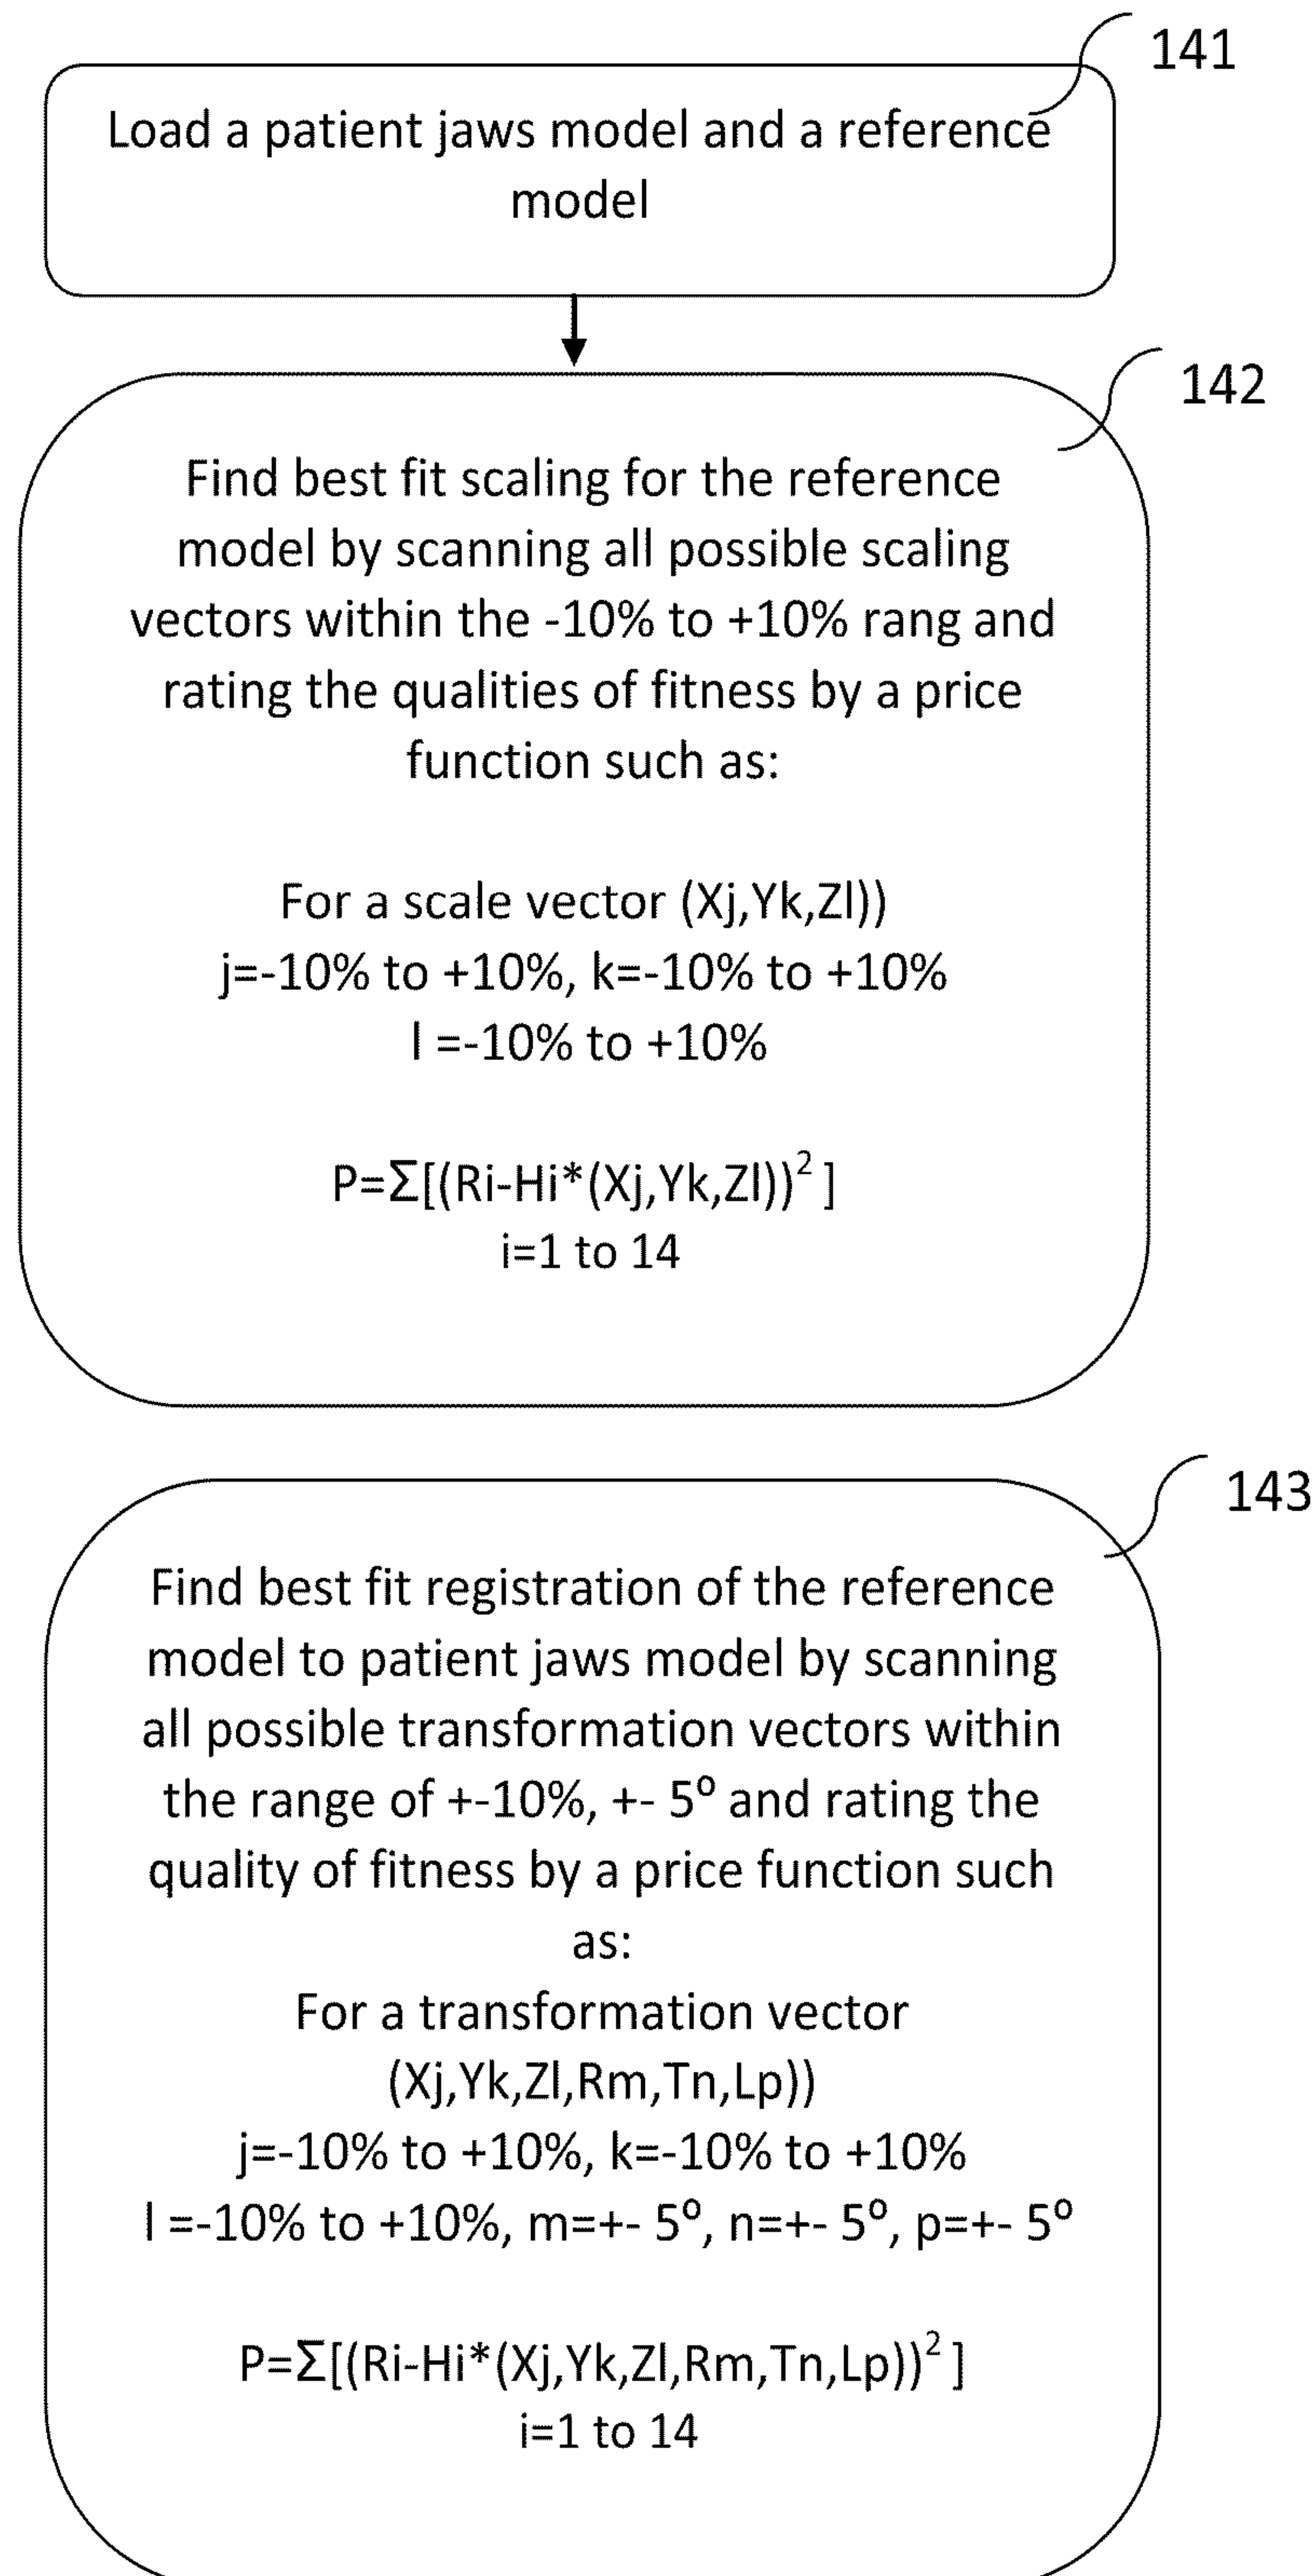 141
Load a patient jaws model and a reference
model
142
Find best fit scaling for the reference
model by scanning all possible scaling
vectors within the -10% to +10% rang and
rating the qualities of fitness by a price
function such as:
For a scale vector (Xj,Yk,Zl))
j=-10% to +10%, k=-10% to +10%
l =-10% to +10%
P=Σ[(Ri-Hi*(Xj,Yk,Zl))² ]
i=1 to 14
143
Find best fit registration of the reference
model to patient jaws model by scanning
all possible transformation vectors within
the range of +-10%, +- 5º and rating the
quality of fitness by a price function such
as:
For a transformation vector
(Xj,Yk,Zl,Rm,Tn,Lp))
j=-10% to +10%, k=-10% to +10%
l =-10% to +10%, m=+- 5º, n=+- 5º, p=+- 5º
P=Σ[(Ri-Hi*(Xj,Yk,Zl,Rm,Tn,Lp))² ]
i=1 to 14